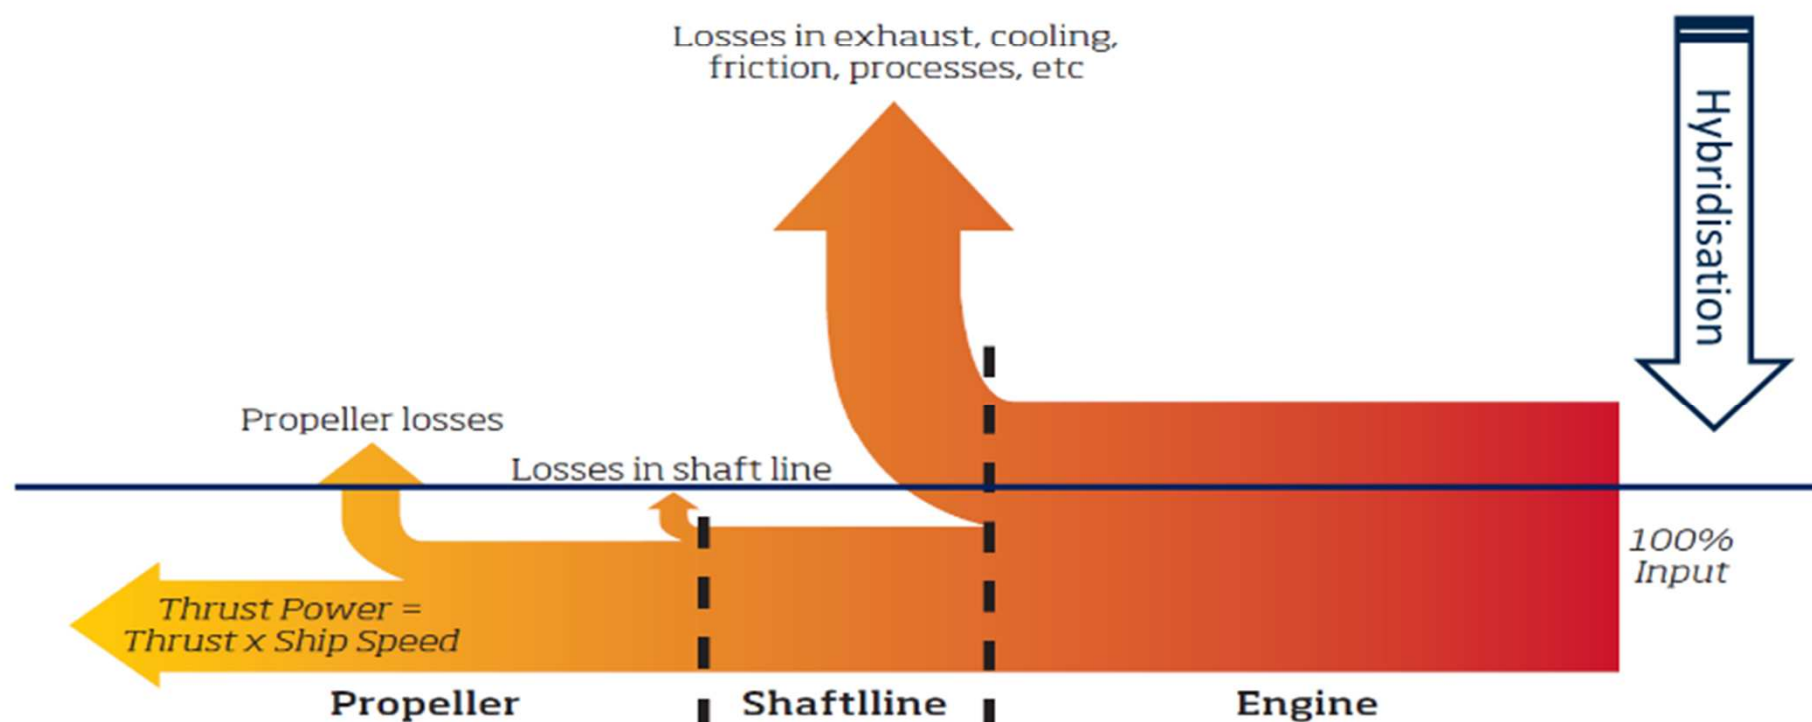 Losses in exhaust, cooling,
friction, processes, etc
Hybridisation
Propeller losses
Losses in shaft line
100%
Input
Thrust Power =
Thrust x Ship Speed
Propeller
Shaftlline
Engine